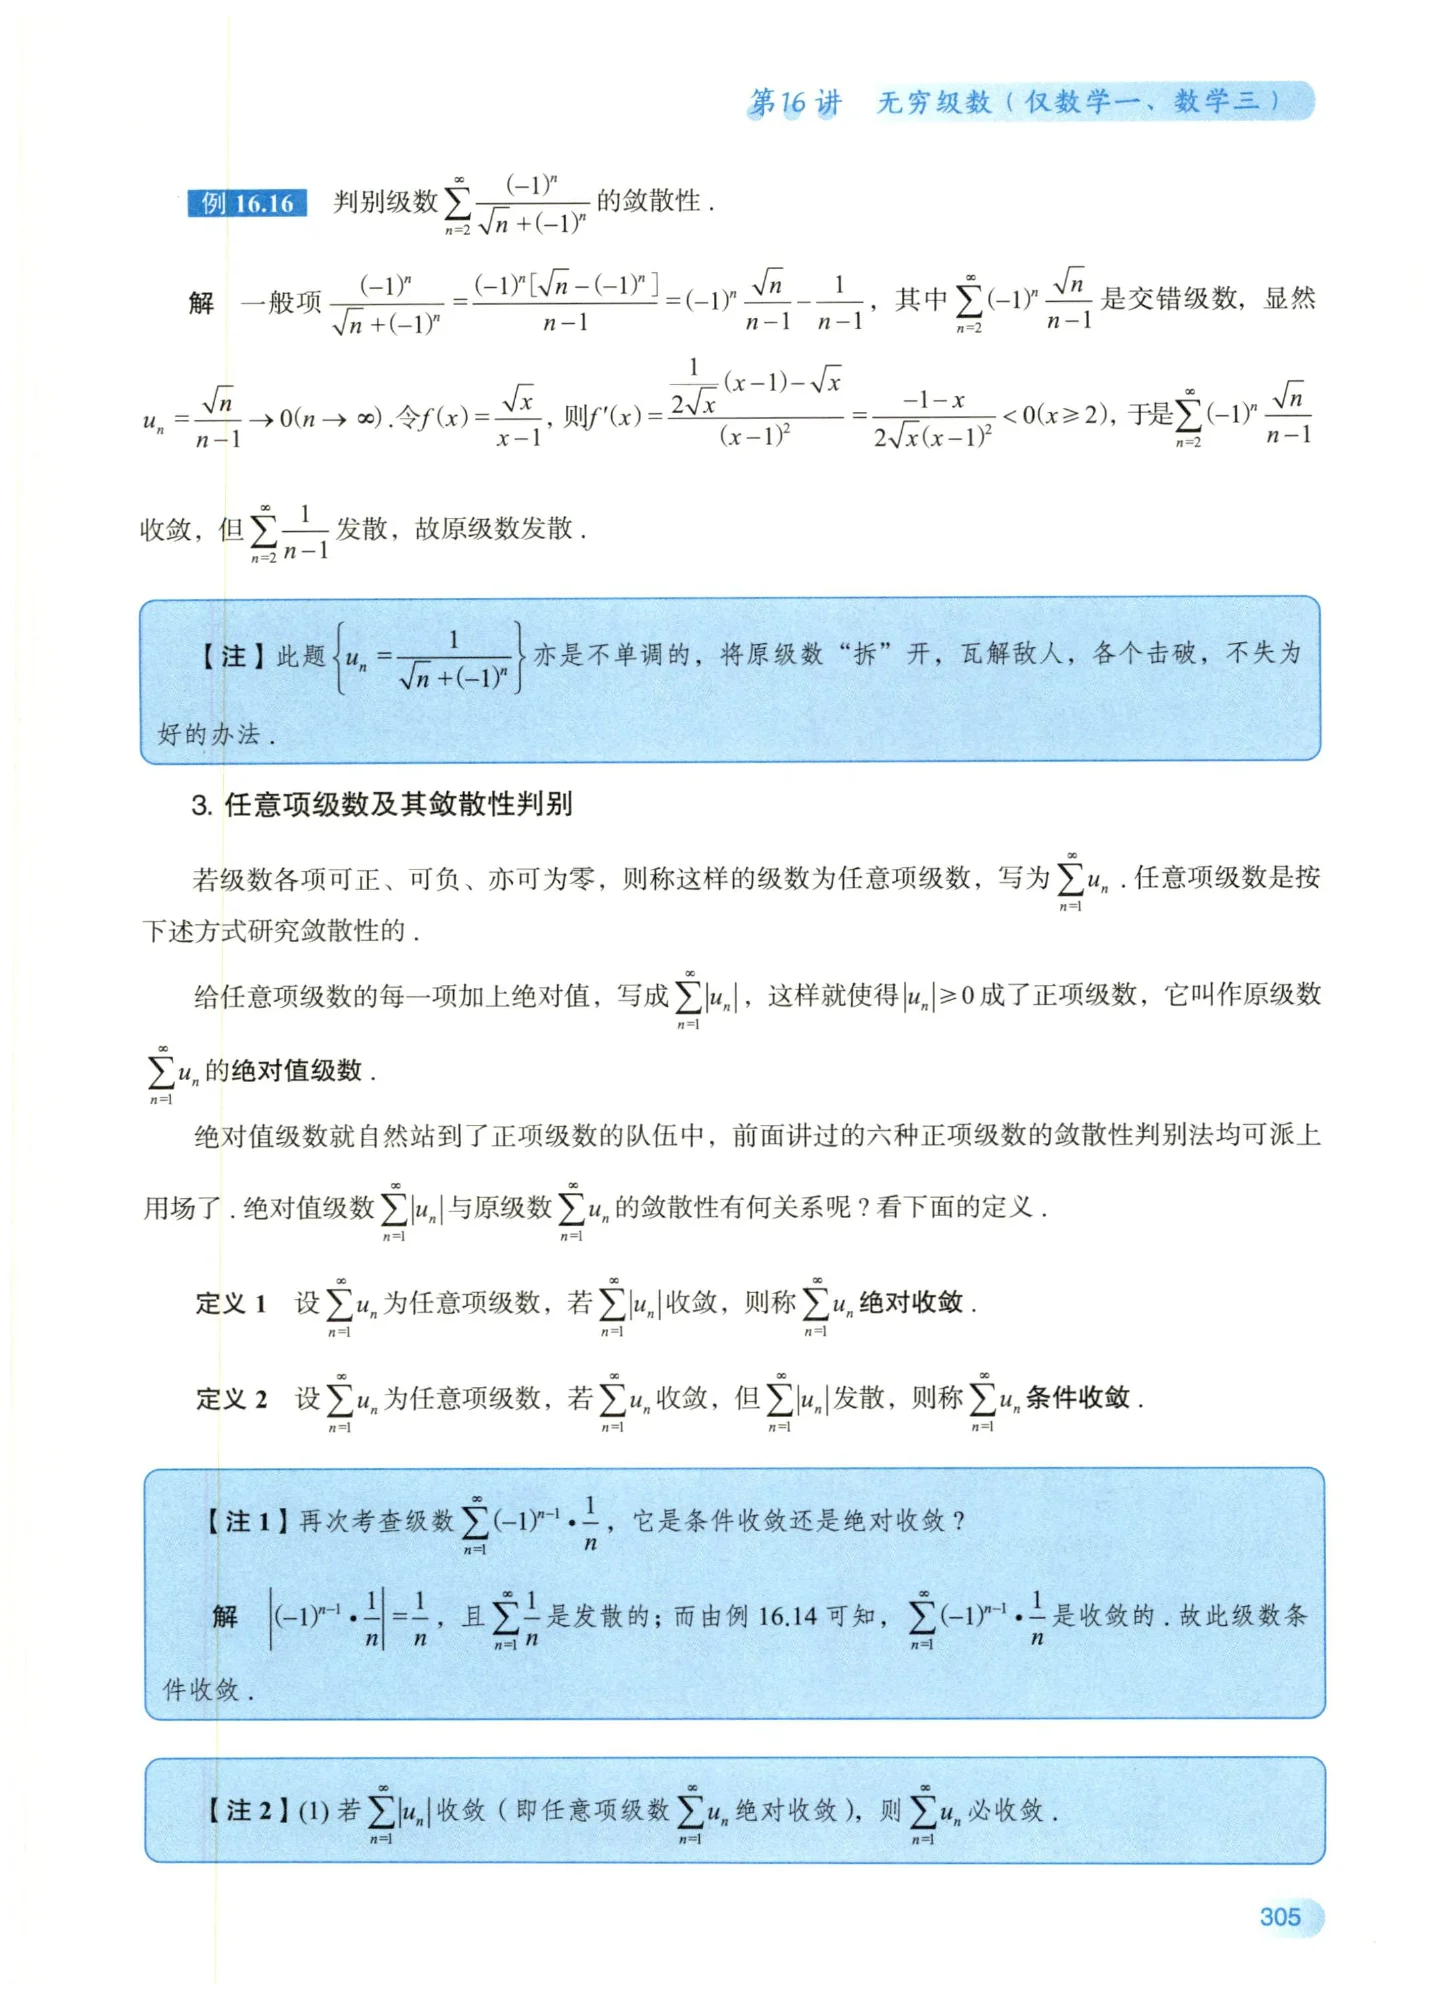 第16讲 无穷级数(仅数学一、数学三)
例 16.16 判别级数 $\sum_{n=2}^{\infty}\frac{(-1)^n}{\sqrt{n}+(-1)^n}$ 的敛散性.
解 一般项 $\frac{(-1)^n}{\sqrt{n}+(-1)^n}=\frac{(-1)^n[\sqrt{n}-(-1)^n]}{n-1}=(-1)^n\frac{\sqrt{n}}{n-1}-\frac{1}{n-1}$,其中 $\sum_{n=2}^{\infty}(-1)^n\frac{\sqrt{n}}{n-1}$ 是交错级数,显然
$u_n=\frac{\sqrt{n}}{n-1}\to 0(n\to\infty)$.令 $f(x)=\frac{\sqrt{x}}{x-1}$,则 $f'(x)=\frac{\frac{1}{2\sqrt{x}}(x-1)-\sqrt{x}}{(x-1)^2}=\frac{-1-x}{2\sqrt{x}(x-1)^2}<0(x\geq 2)$,于是 $\sum_{n=2}^{\infty}(-1)^n\frac{\sqrt{n}}{n-1}$
收敛,但 $\sum_{n=2}^{\infty}\frac{1}{n-1}$ 发散,故原级数发散.
【注】此题 $\left\{u_n=\frac{1}{\sqrt{n}+(-1)^n}\right\}$ 亦是不单调的,将原级数“拆”开,瓦解敌人,各个击破,不失为
好的办法.
3. 任意项级数及其敛散性判别
若级数各项可正、可负、亦可为零,则称这样的级数为任意项级数,写为 $\sum_{n=1}^{\infty}u_n$.任意项级数是按
下述方式研究敛散性的.
给任意项级数的每一项加上绝对值,写成 $\sum_{n=1}^{\infty}|u_n|$,这样就使得 $|u_n|\geq 0$ 成了正项级数,它叫作原级数
$\sum_{n=1}^{\infty}u_n$ 的绝对值级数.
绝对值级数就自然站到了正项级数的队伍中,前面讲过的六种正项级数的敛散性判别法均可派上
用场了.绝对值级数 $\sum_{n=1}^{\infty}|u_n|$ 与原级数 $\sum_{n=1}^{\infty}u_n$ 的敛散性有何关系呢?看下面的定义.
定义 1 设 $\sum_{n=1}^{\infty}u_n$ 为任意项级数,若 $\sum_{n=1}^{\infty}|u_n|$ 收敛,则称 $\sum_{n=1}^{\infty}u_n$ 绝对收敛.
定义 2 设 $\sum_{n=1}^{\infty}u_n$ 为任意项级数,若 $\sum_{n=1}^{\infty}u_n$ 收敛,但 $\sum_{n=1}^{\infty}|u_n|$ 发散,则称 $\sum_{n=1}^{\infty}u_n$ 条件收敛.
【注1】再次考查级数 $\sum_{n=1}^{\infty}(-1)^{n-1}\cdot\frac{1}{n}$,它是条件收敛还是绝对收敛?
解 $\left|(-1)^{n-1}\cdot\frac{1}{n}\right|=\frac{1}{n}$,且 $\sum_{n=1}^{\infty}\frac{1}{n}$ 是发散的;而由例 16.14 可知,$\sum_{n=1}^{\infty}(-1)^{n-1}\cdot\frac{1}{n}$ 是收敛的.故此级数条
件收敛.
【注2】(1)若 $\sum_{n=1}^{\infty}|u_n|$ 收敛(即任意项级数 $\sum_{n=1}^{\infty}u_n$ 绝对收敛),则 $\sum_{n=1}^{\infty}u_n$ 必收敛.
305